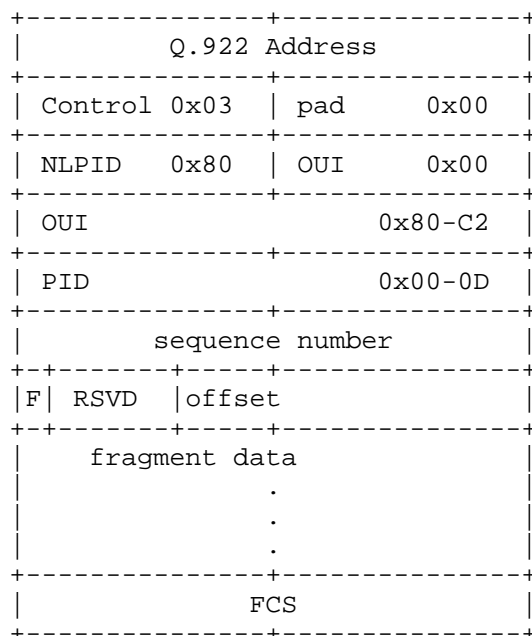 +---------------+---------------+
|         Q.922 Address         |
+---------------+---------------+
| Control 0x03  | pad     0x00  |
+---------------+---------------+
| NLPID   0x80  | OUI     0x00  |
+---------------+---------------+
| OUI                  0x80-C2  |
+---------------+---------------+
| PID                  0x00-0D  |
+---------------+---------------+
|        sequence number        |
+-+-------+-----+---------------+
|F| RSVD  |offset               |
+-+-------+-----+---------------+
|    fragment data              |
|               .               |
|               .               |
|               .               |
+---------------+---------------+
|              FCS              |
+---------------+---------------+